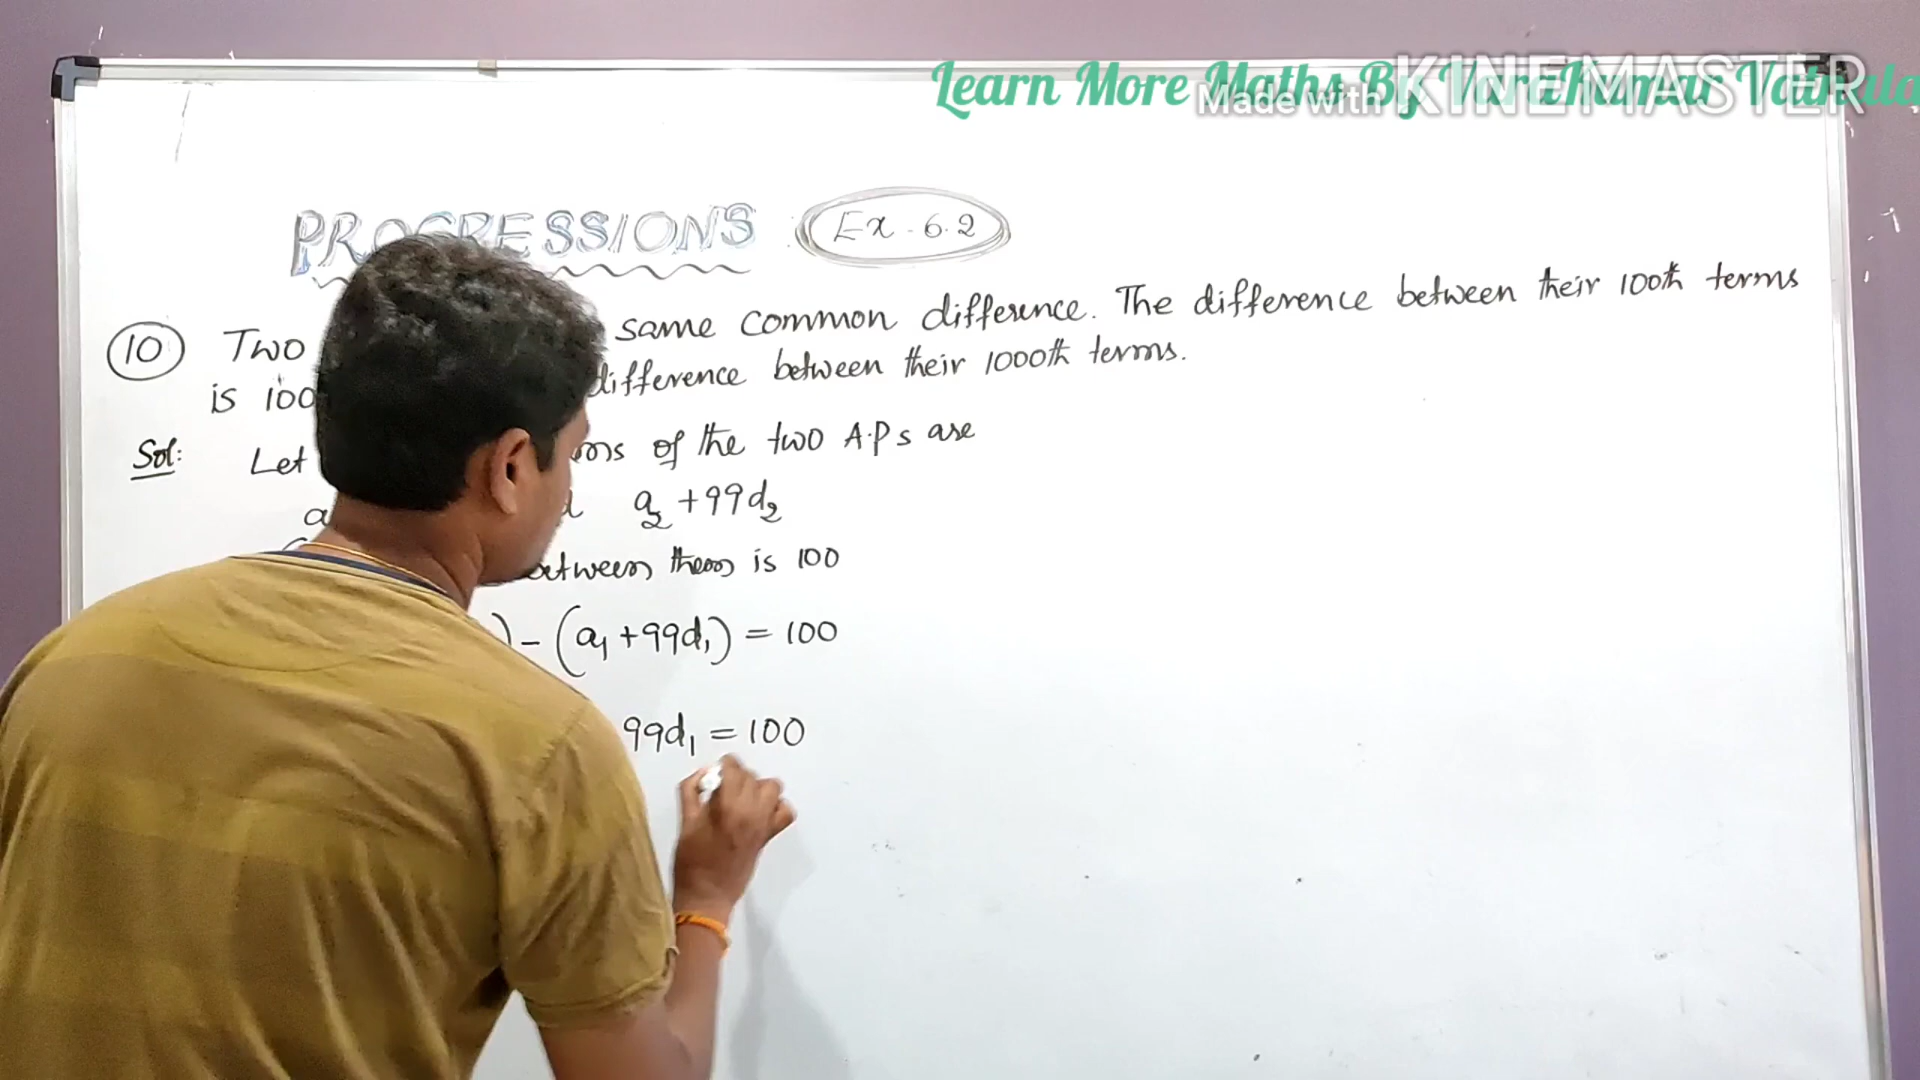 Learn More Maths By VaraKumar
Made with KINEMASTER
PROGRESSIONS Ex - 6.2
10 Two same common difference. The difference between their 100th terms
is 100 difference between their 1000th terms.
Sol: Let of the two A.Ps are
a a₂ +99d₂
between them is 100
) - (a₁ +99d₁) = 100
99d₁ = 100